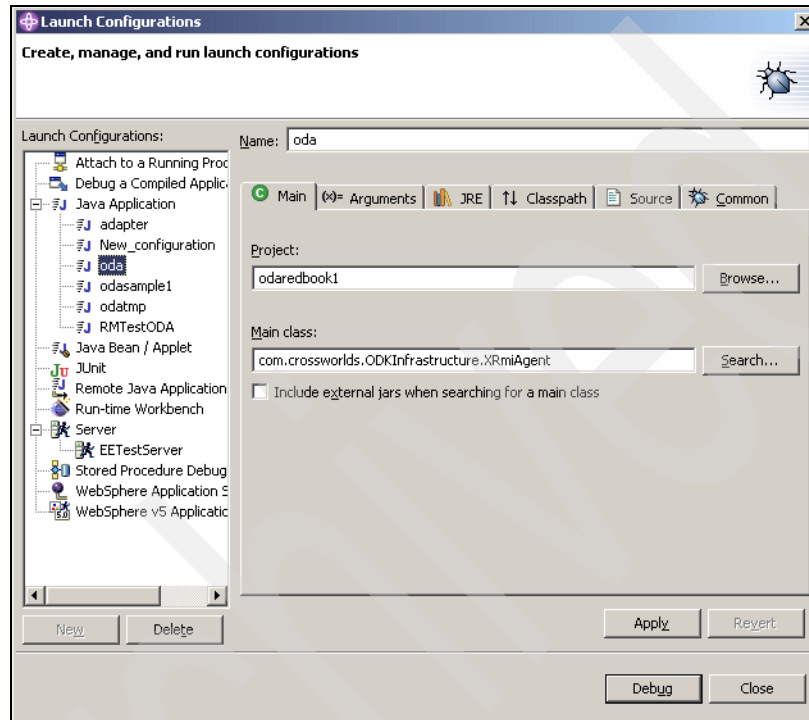 Launch Configurations
Create, manage, and run launch configurations
Launch Configurations:
Name: oda
Attach to a Running Proc
Debug a Compiled Applic
Java Application
adapter
New_configuration
oda
odasample1
odatmp
RMTestODA
Java Bean / Applet
JUnit
Remote Java Application
Run-time Workbench
Server
EETestServer
Stored Procedure Debug
WebSphere Application S
WebSphere v5 Applicatic
Main (x)= Arguments JRE Classpath Source Common
Project:
odaredbook1 Browse...
Main class:
com.crossworlds.ODKInfrastructure.XRmiAgent Search...
Include external jars when searching for a main class
New Delete
Apply Revert
Debug Close